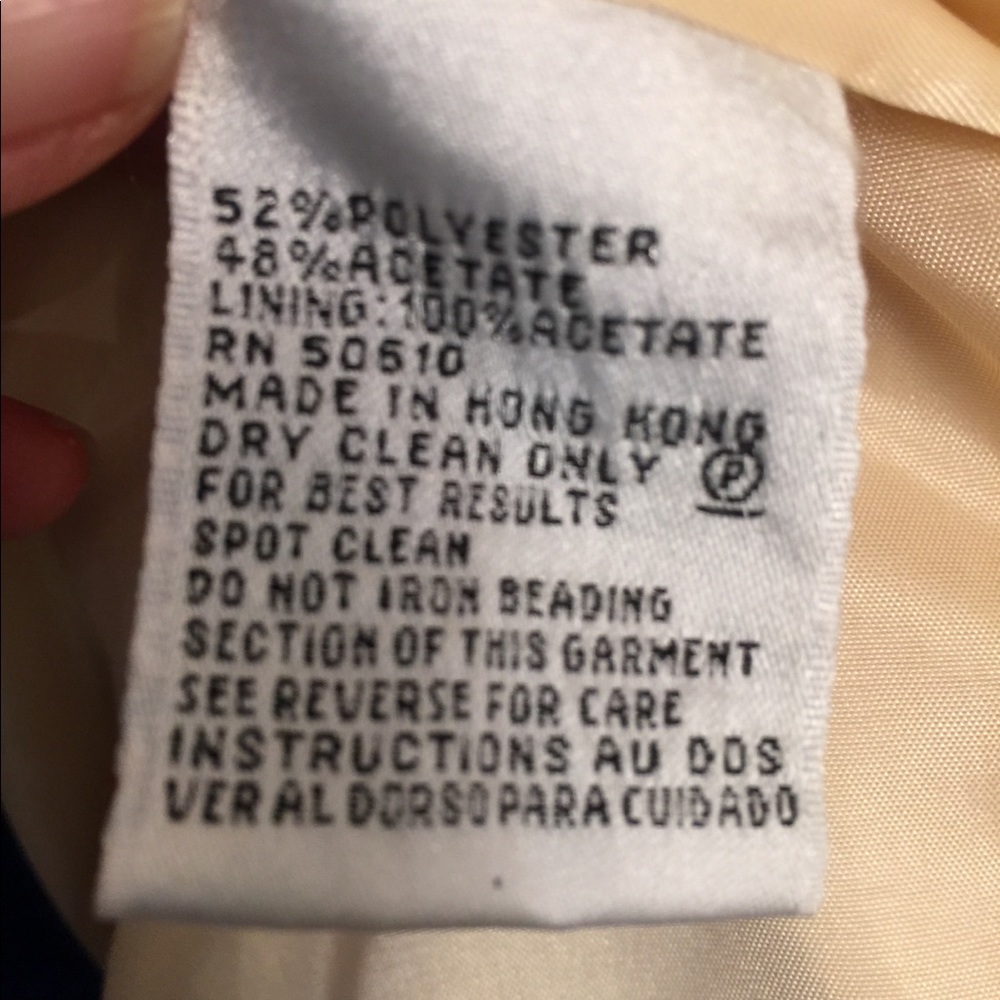 52%POLYESTER
48%ACETATE
LINING:100%ACETATE
RN 50610
MADE IN HONG KONG
DRY CLEAN ONLY Ⓟ
FOR BEST RESULTS
SPOT CLEAN
DO NOT IRON BEADING
SECTION OF THIS GARMENT
SEE REVERSE FOR CARE
INSTRUCTIONS AU DOS
VER AL DORSO PARA CUIDADO